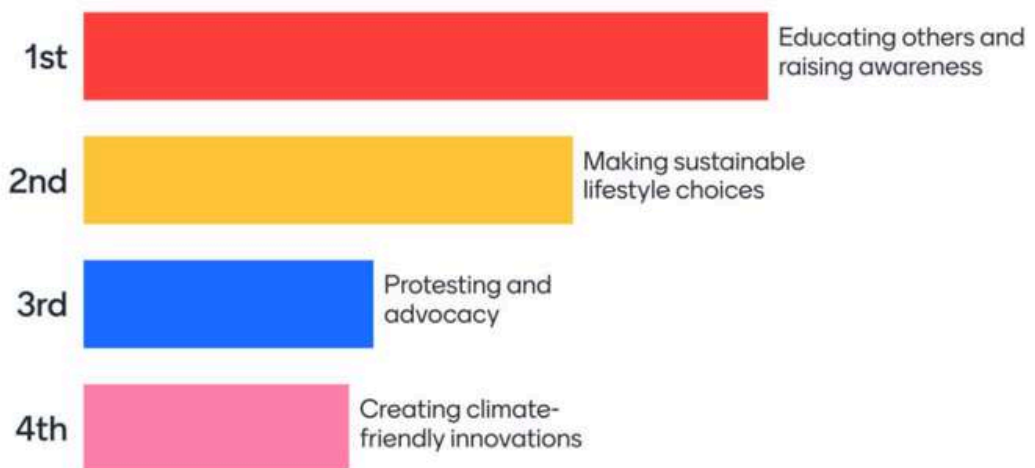 1st
Educating others and
raising awareness
2nd
Making sustainable
lifestyle choices
3rd
Protesting and
advocacy
4th
Creating climate-
friendly innovations